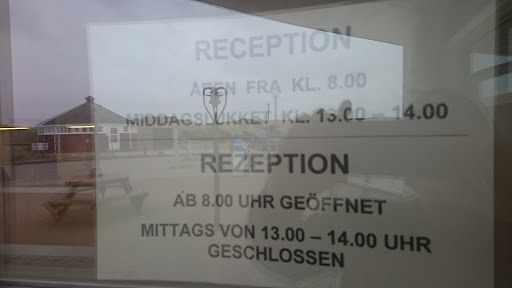 RECEPTION
ÅBEN FRA KL. 8.00
MIDDAGSLUKKET KL. 13.00 – 14.00
REZEPTION
AB 8.00 UHR GEÖFFNET
MITTAGS VON 13.00 – 14.00 UHR
GESCHLOSSEN